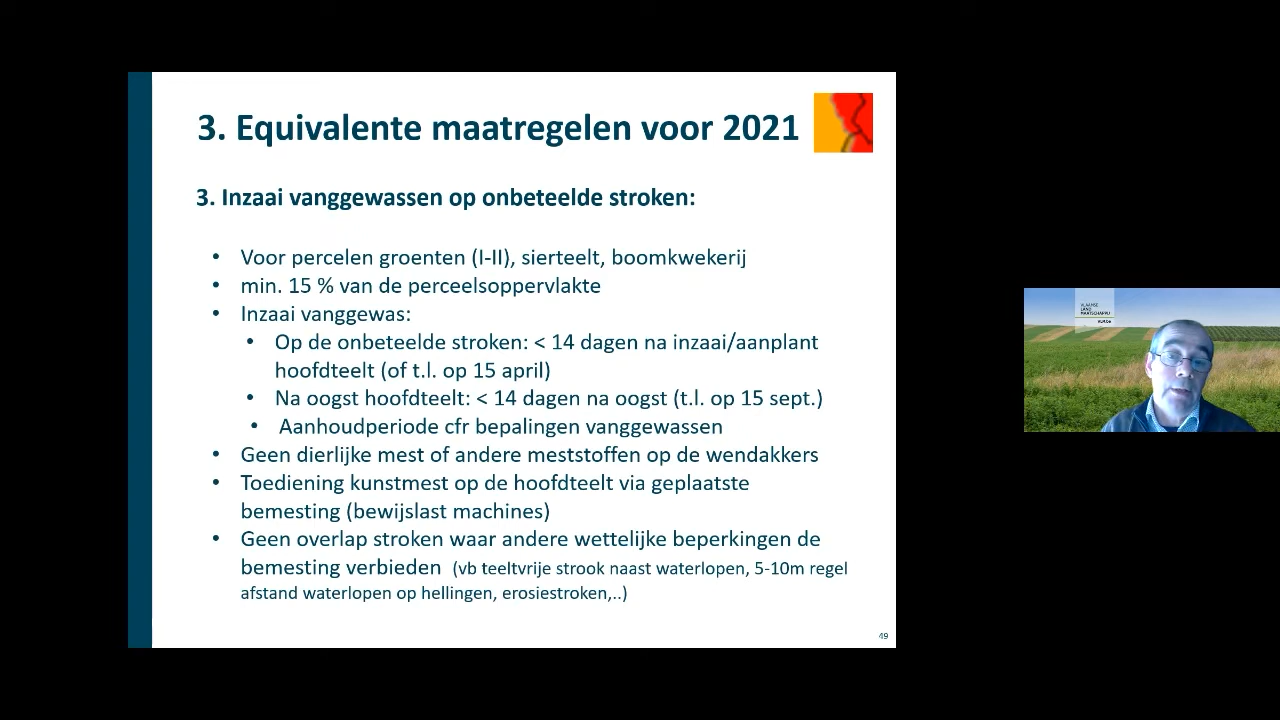 3. Equivalente maatregelen voor 2021
3. Inzaai vanggewassen op onbeteelde stroken:
• Voor percelen groenten (I-II), sierteelt, boomkwekerij
• min. 15 % van de perceelsoppervlakte
• Inzaai vanggewas:
• Op de onbeteelde stroken: < 14 dagen na inzaai/aanplant
hoofdteelt (of t.l. op 15 april)
• Na oogst hoofdteelt: < 14 dagen na oogst (t.l. op 15 sept.)
• Aanhoudperiode cfr bepalingen vanggewassen
• Geen dierlijke mest of andere meststoffen op de wendakkers
• Toediening kunstmest op de hoofdteelt via geplaatste
bemesting (bewijslast machines)
• Geen overlap stroken waar andere wettelijke beperkingen de
bemesting verbieden (vb teeltvrije strook naast waterlopen, 5-10m regel
afstand waterlopen op hellingen, erosiestroken,..)
49
VLAAMSE
LAND
MAATSCHAPPIJ